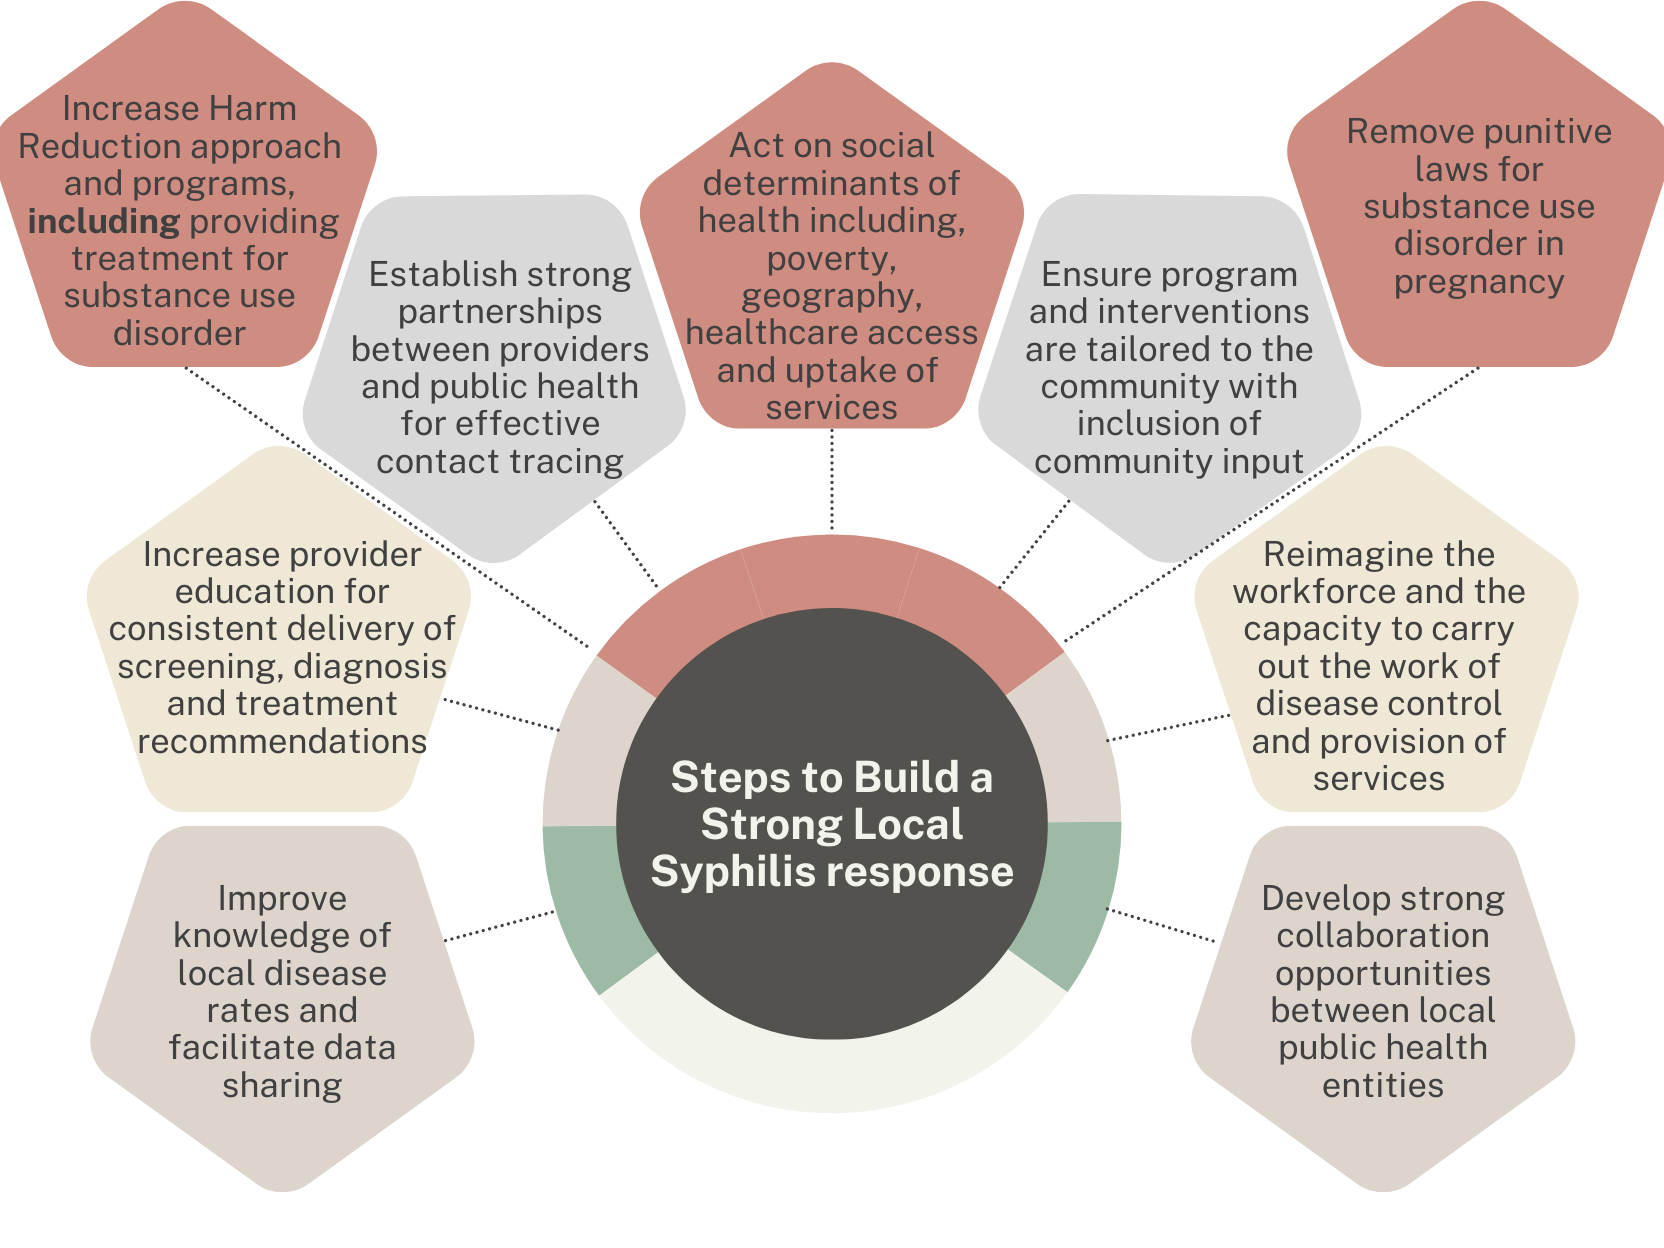 Increase Harm
Reduction approach
and programs,
including providing
treatment for
substance use
disorder
Establish strong
partnerships
between providers
and public health
for effective
contact tracing
Act on social
determinants of
health including,
poverty,
geography,
healthcare access
and uptake of
services
Ensure program
and interventions
are tailored to the
community with
inclusion of
community input
Remove punitive
laws for
substance use
disorder in
pregnancy
Increase provider
education for
consistent delivery of
screening, diagnosis
and treatment
recommendations
Reimagine the
workforce and the
capacity to carry
out the work of
disease control
and provision of
services
Steps to Build a
Strong Local
Syphilis response
Improve
knowledge of
local disease
rates and
facilitate data
sharing
Develop strong
collaboration
opportunities
between local
public health
entities